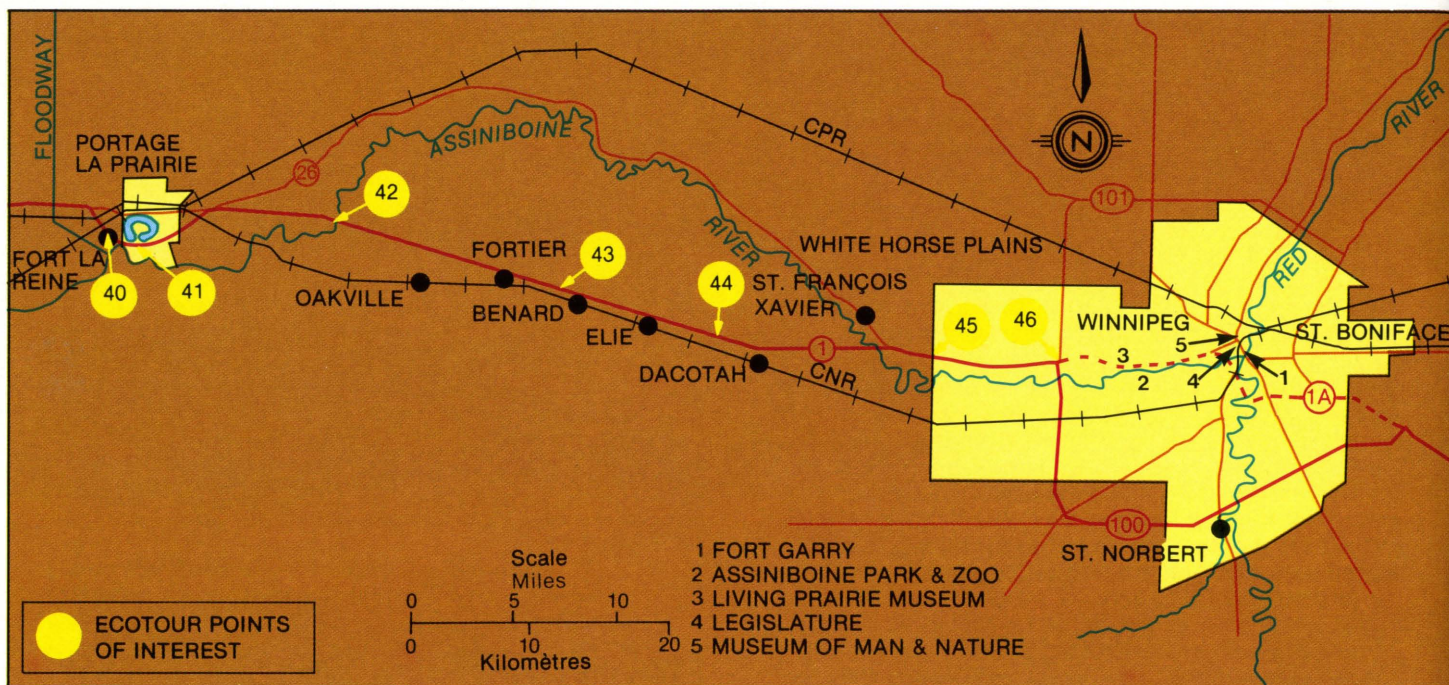 FLOODWAY
PORTAGE
LA PRAIRIE
26
42
ASSINIBOINE
RIVER
CPR
N
101
RIVER
RED
FORT LA
REINE
40
41
OAKVILLE
FORTIER
43
BENARD
ELIE
44
DACOTAH
1
CNR
WHITE HORSE PLAINS
ST. FRANÇOIS
XAVIER
45
46
WINNIPEG
5
3
2
4
1
ST. BONIFACE
1A
100
ST. NORBERT
ECOTOUR POINTS
OF INTEREST
Scale
Miles
0 5 10
0 10 20
Kilomètres
1 FORT GARRY
2 ASSINIBOINE PARK & ZOO
3 LIVING PRAIRIE MUSEUM
4 LEGISLATURE
5 MUSEUM OF MAN & NATURE